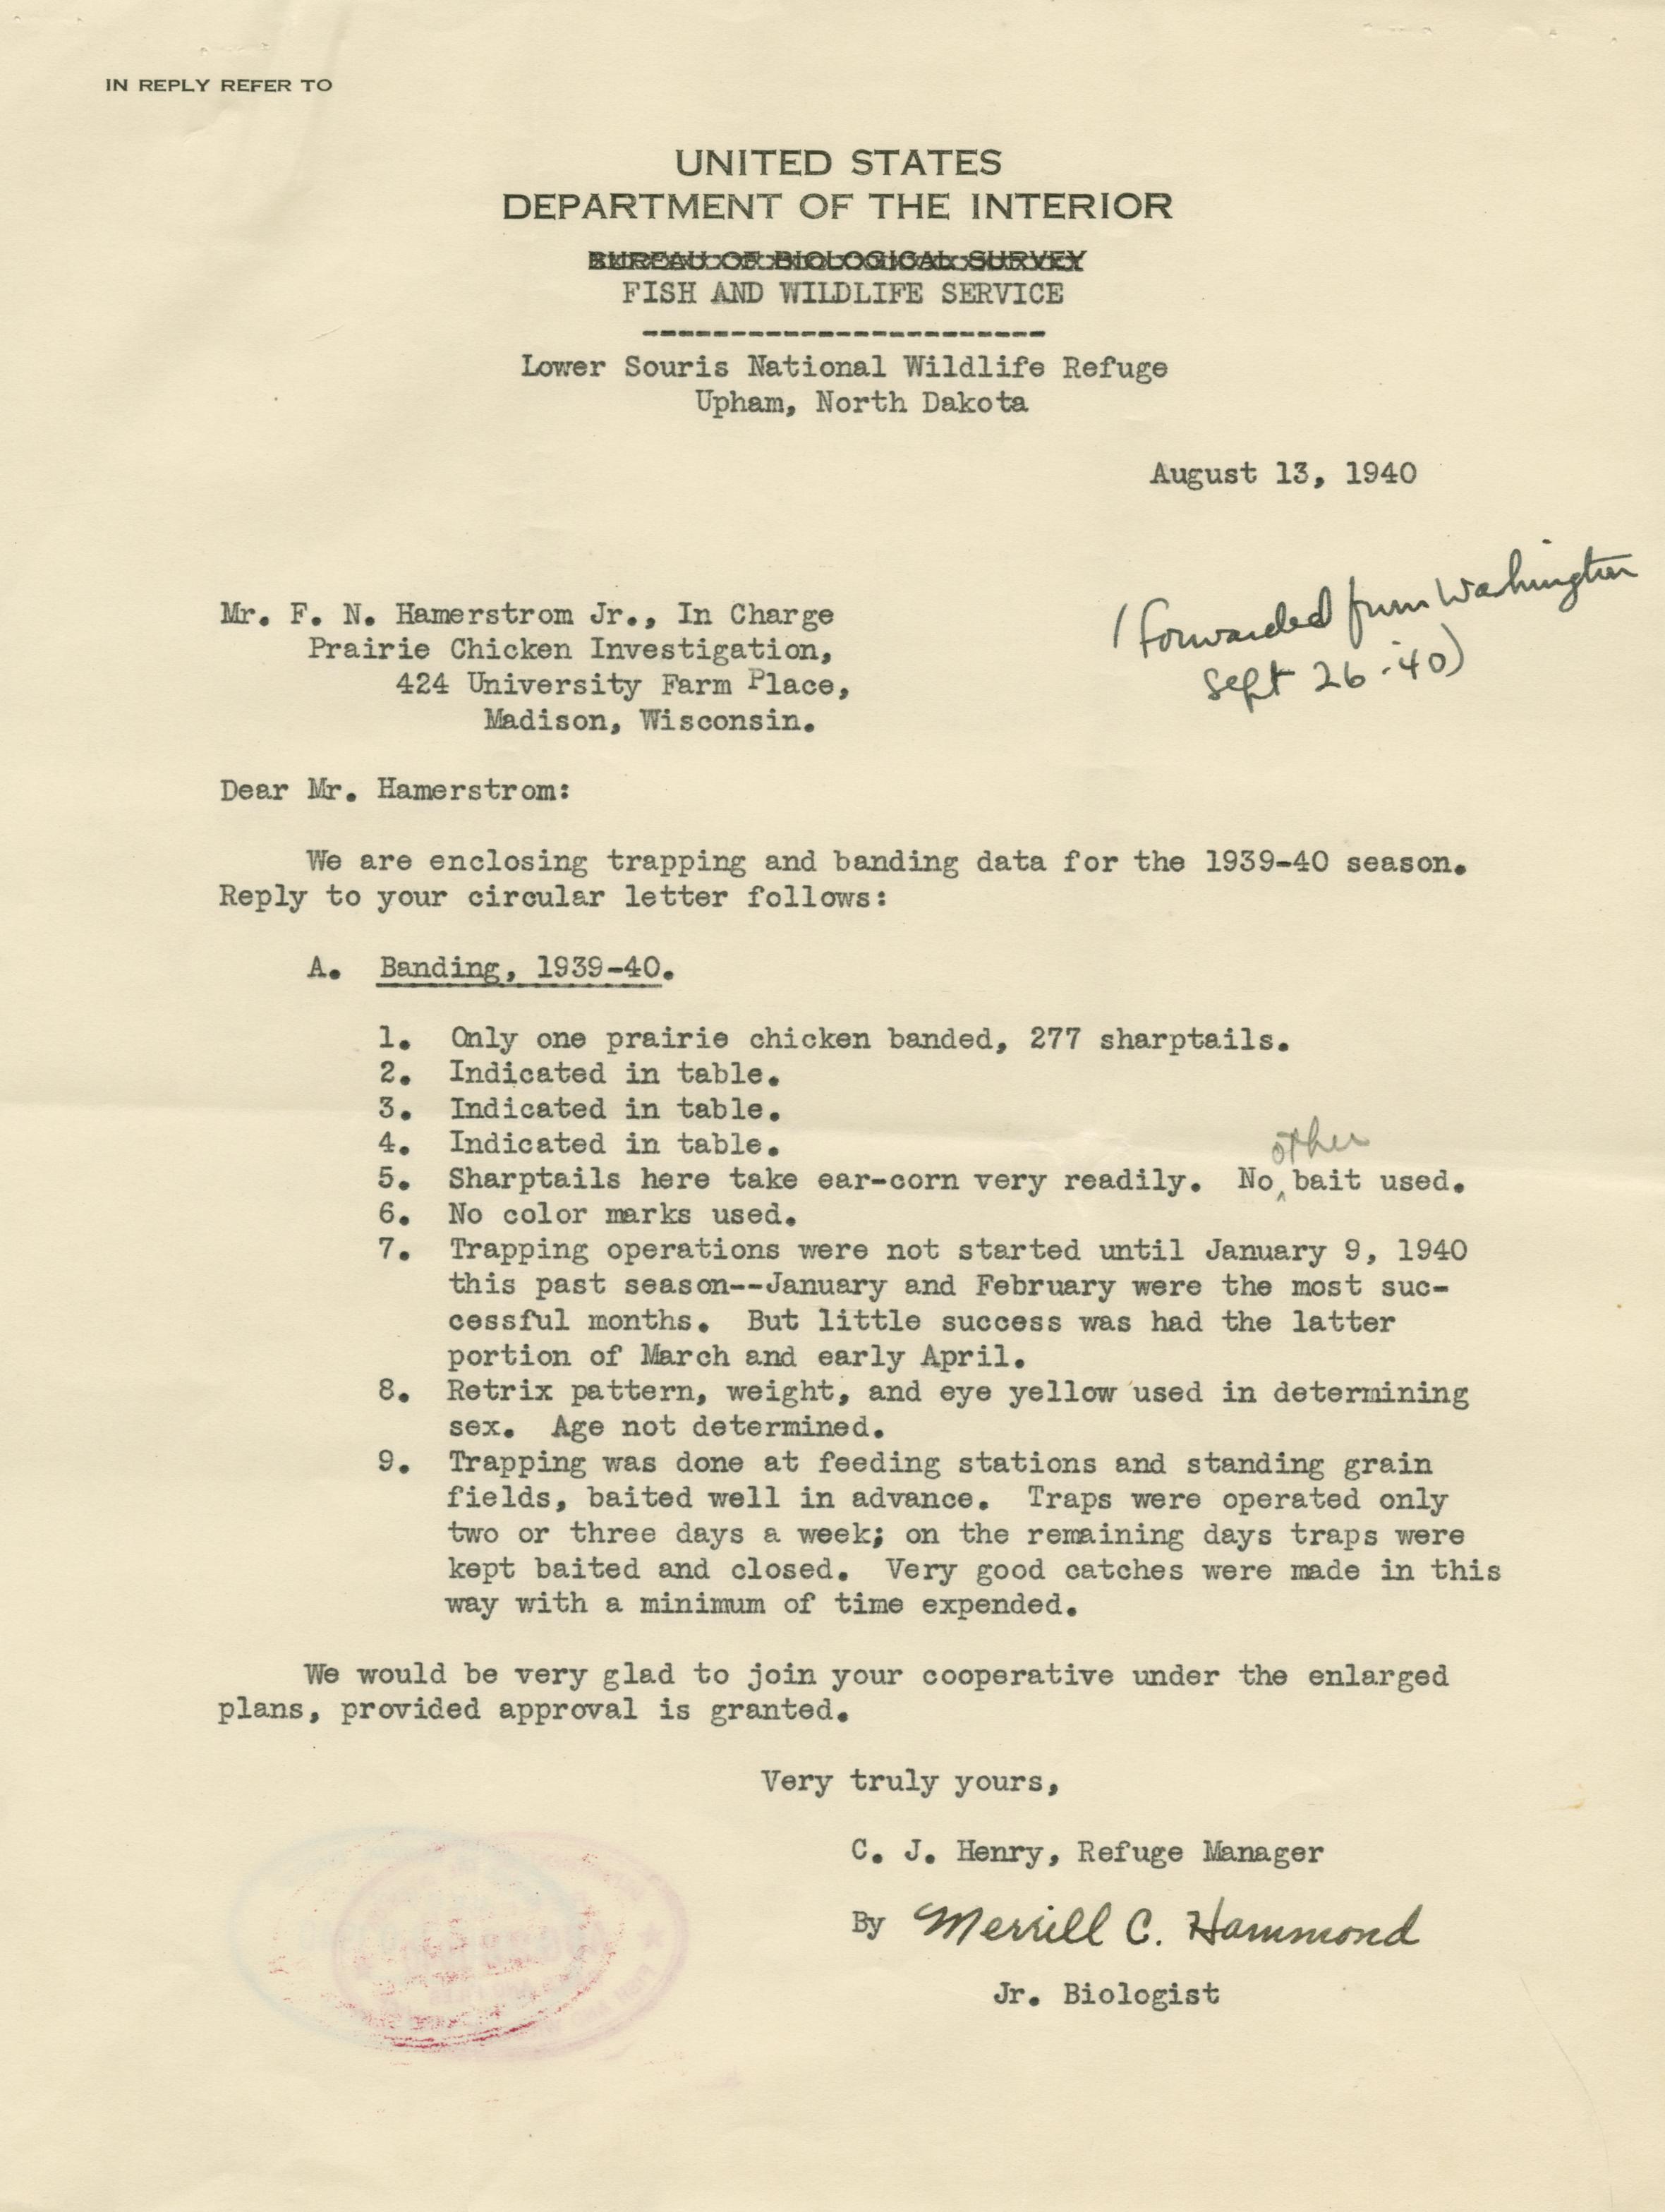 IN REPLY REFER TO
UNITED STATES
DEPARTMENT OF THE INTERIOR
BUREAU OF BIOLOGICAL SURVEY
FISH AND WILDLIFE SERVICE
-----------------------
Lower Souris National Wildlife Refuge
Upham, North Dakota
August 13, 1940
(Forwarded from Washington
Sept 26-'40)
Mr. F. N. Hamerstrom Jr., In Charge
Prairie Chicken Investigation,
424 University Farm Place,
Madison, Wisconsin.
Dear Mr. Hamerstrom:
We are enclosing trapping and banding data for the 1939-40 season.
Reply to your circular letter follows:
A. Banding, 1939-40.
1. Only one prairie chicken banded, 277 sharptails.
2. Indicated in table.
3. Indicated in table.
4. Indicated in table.
other
5. Sharptails here take ear-corn very readily. No ‸ bait used.
6. No color marks used.
7. Trapping operations were not started until January 9, 1940
this past season--January and February were the most suc-
cessful months. But little success was had the latter
portion of March and early April.
8. Retrix pattern, weight, and eye yellow used in determining
sex. Age not determined.
9. Trapping was done at feeding stations and standing grain
fields, baited well in advance. Traps were operated only
two or three days a week; on the remaining days traps were
kept baited and closed. Very good catches were made in this
way with a minimum of time expended.
We would be very glad to join your cooperative under the enlarged
plans, provided approval is granted.
Very truly yours,
C. J. Henry, Refuge Manager
By Merrill C. Hammond
Jr. Biologist